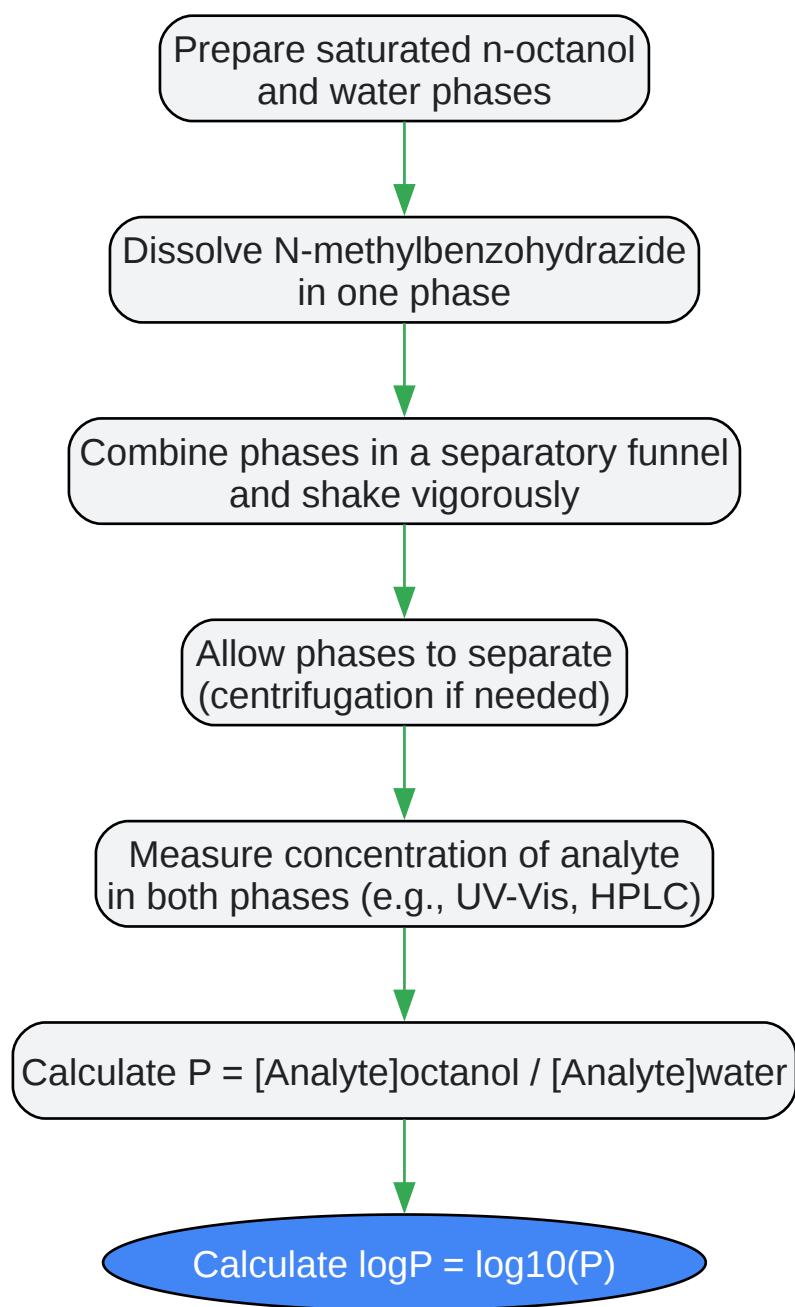 Prepare saturated n-octanol
and water phases
Dissolve N-methylbenzohydrazide
in one phase
Combine phases in a separatory funnel
and shake vigorously
Allow phases to separate
(centrifugation if needed)
Measure concentration of analyte
in both phases (e.g., UV-Vis, HPLC)
Calculate P = [Analyte]octanol / [Analyte]water
Calculate logP = log10(P)